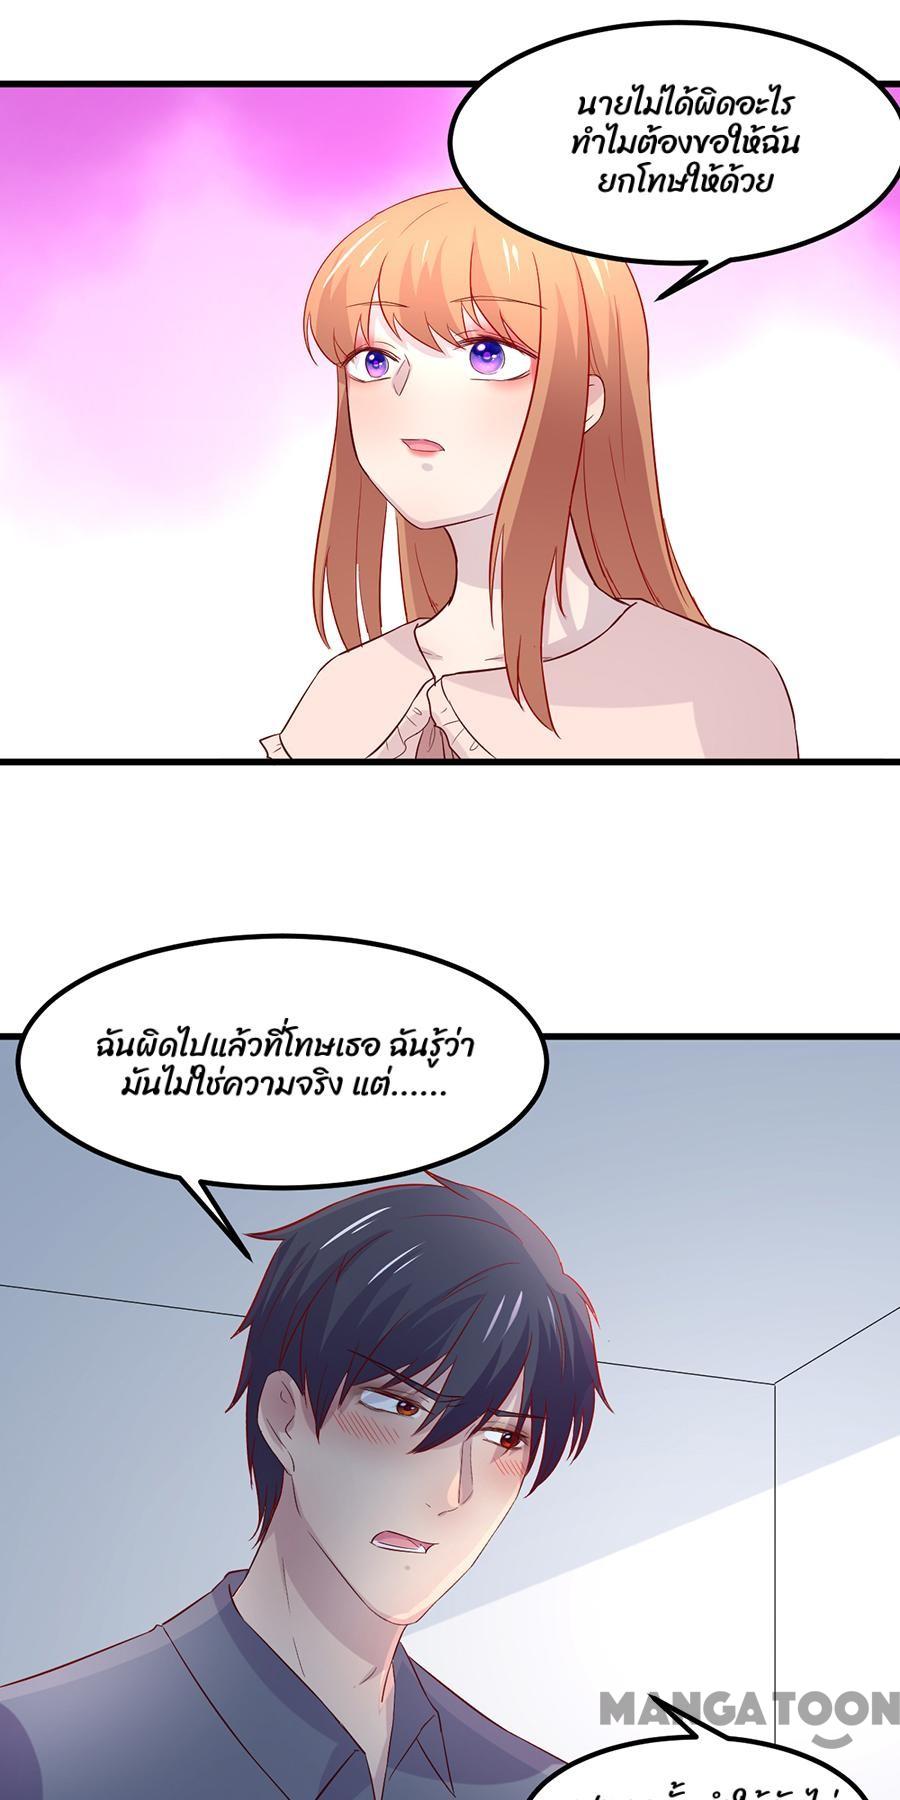 นายไม่ได้ผิดอะไร
ทำไมต้องขอให้ฉัน
ยกโทษให้ด้วย
ฉันผิดไปแล้วที่โทษเธอ ฉันรู้ว่า
มันไม่ใช่ความจริง แต่......
MANGATOON